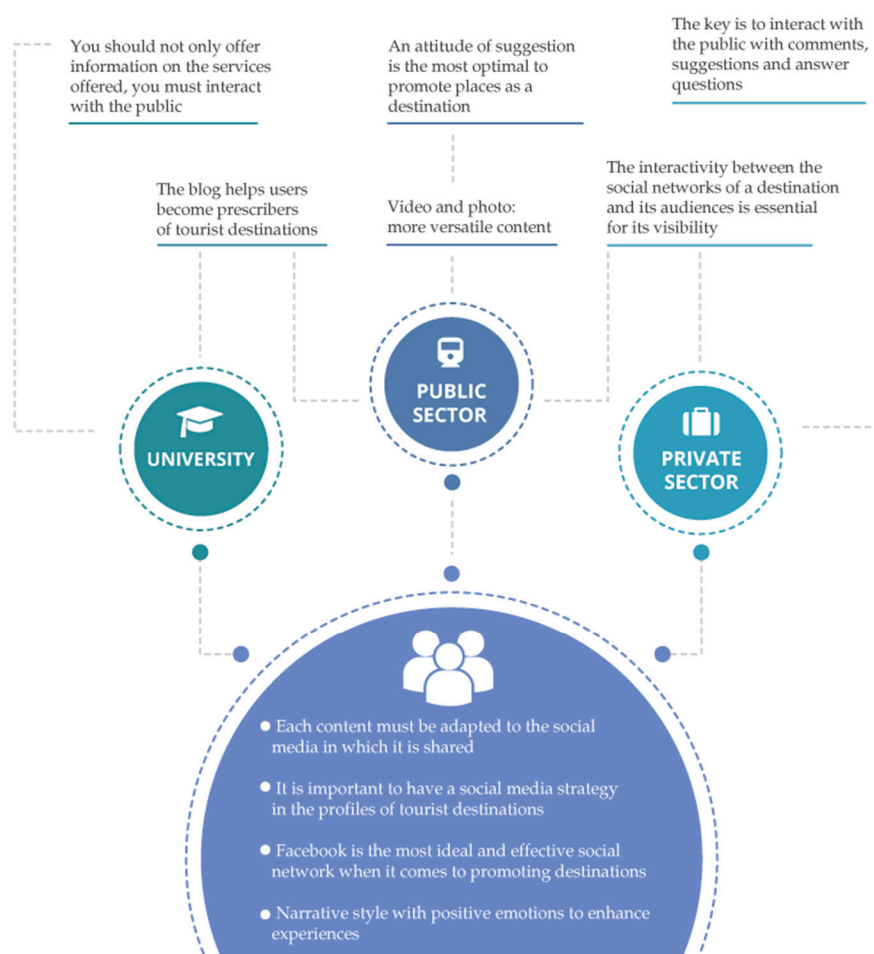 You should not only offer
information on the services
offered, you must interact
with the public
An attitude of suggestion
is the most optimal to
promote places as a
destination
The key is to interact with
the public with comments,
suggestions and answer
questions
The blog helps users
become prescribers
of tourist destinations
Video and photo:
more versatile content
The interactivity between the
social networks of a destination
and its audiences is essential
for its visibility
UNIVERSITY
PUBLIC
SECTOR
PRIVATE
SECTOR
Each content must be adapted to the social
media in which it is shared
It is important to have a social media strategy
in the profiles of tourist destinations
Facebook is the most ideal and effective social
network when it comes to promoting destinations
Narrative style with positive emotions to enhance
experiences